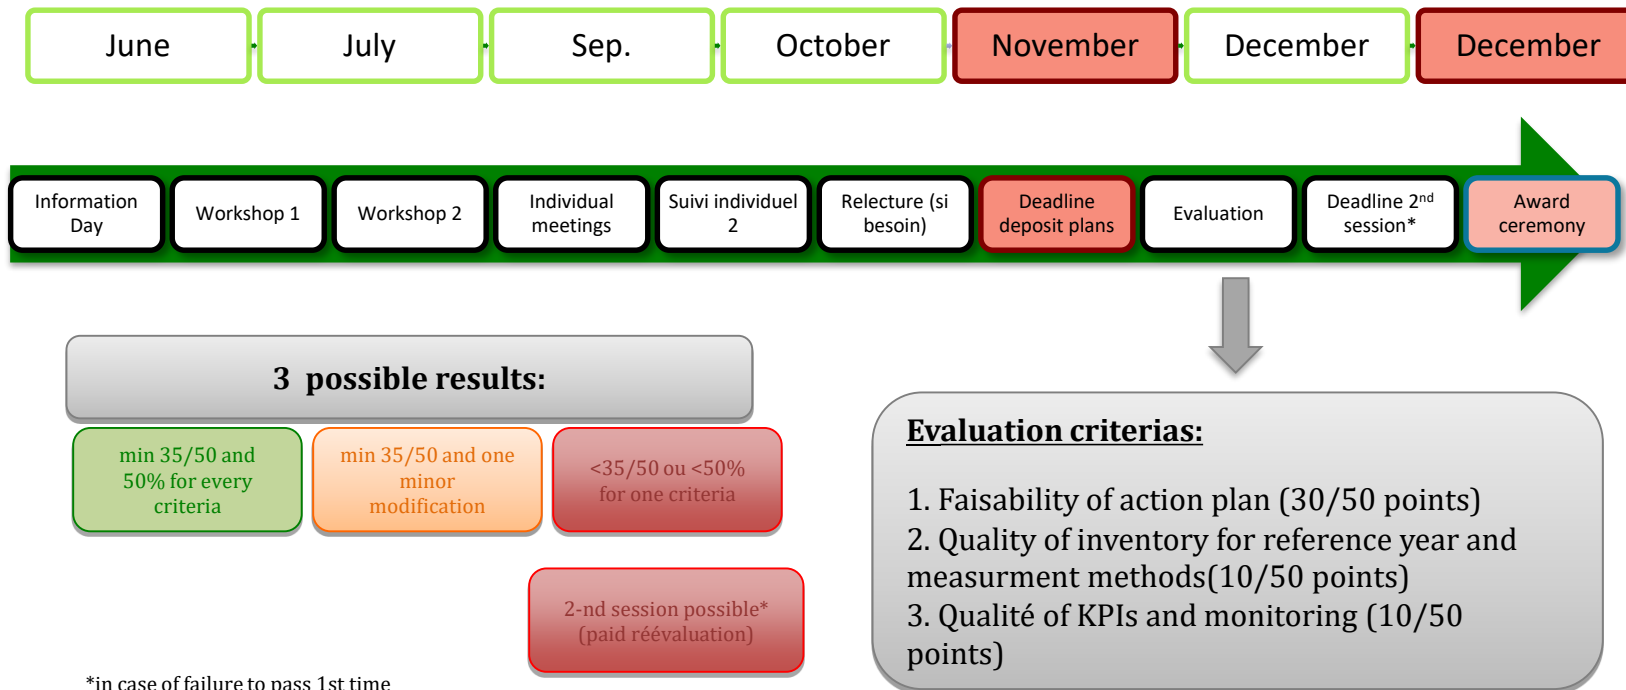 June
July
Sep.
October
November
December
December
Information
Day
Workshop 1
Workshop 2
Individual
meetings
Suivi individuel
2
Relecture (si
besoin)
Deadline
deposit plans
Evaluation
Deadline 2nd
session*
Award
ceremony
3 possible results:
min 35/50 and
50% for every
criteria
min 35/50 and one
minor
modification
<35/50 ou <50%
for one criteria
2-nd session possible*
(paid réévaluation)
*in case of failure to pass 1st time
Evaluation criterias:
1. Faisability of action plan (30/50 points)
2. Quality of inventory for reference year and
measurment methods(10/50 points)
3. Qualité of KPIs and monitoring (10/50
points)